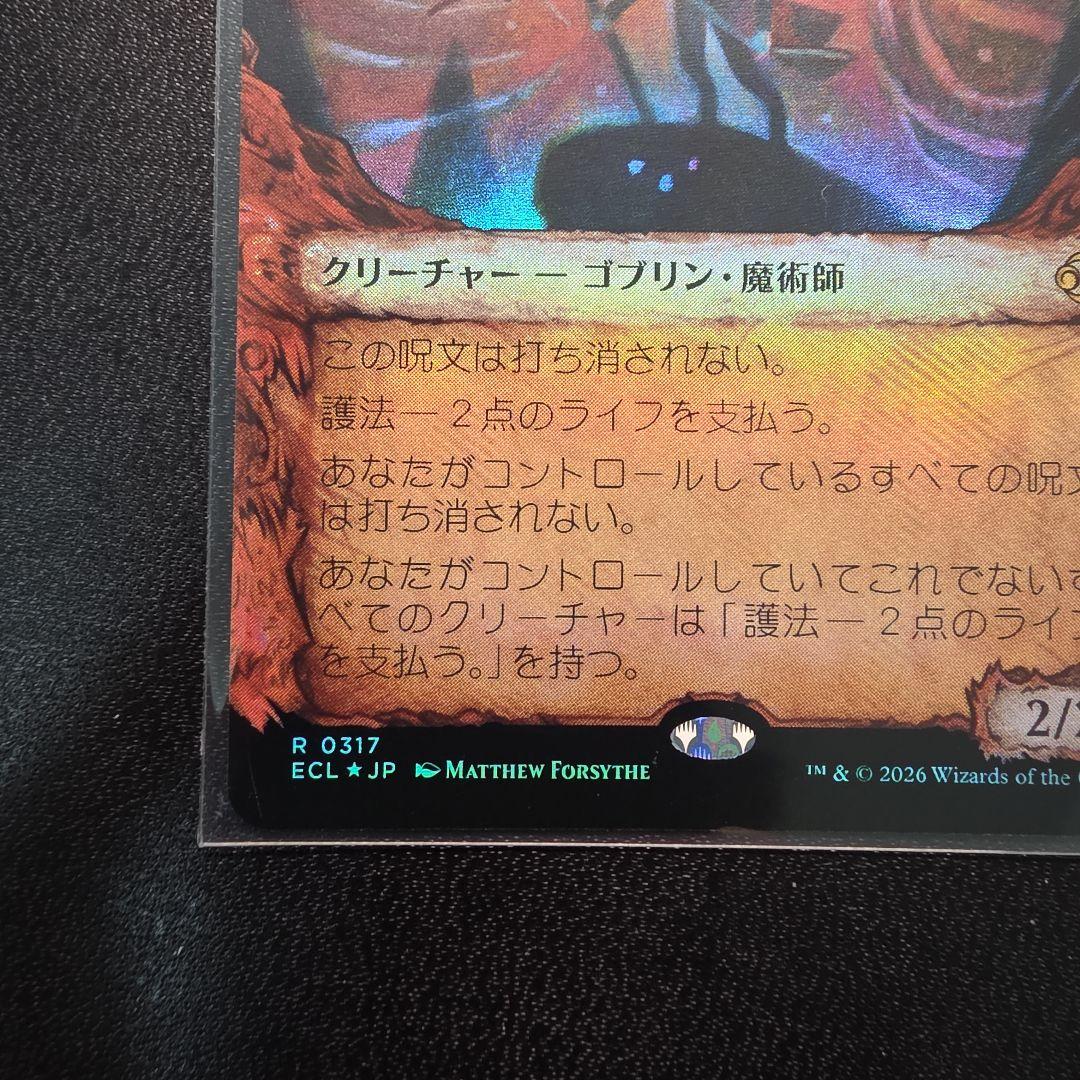 クリーチャー ― ゴブリン・魔術師
この呪文は打ち消されない。
護法―２点のライフを支払う。
あなたがコントロールしているすべての呪文
は打ち消されない。
あなたがコントロールしていてこれでないす
べてのクリーチャーは「護法―２点のライフ
を支払う。」を持つ。
2/
R 0317
ECL★JP MATTHEW FORSYTHE
™ & © 2026 Wizards of the